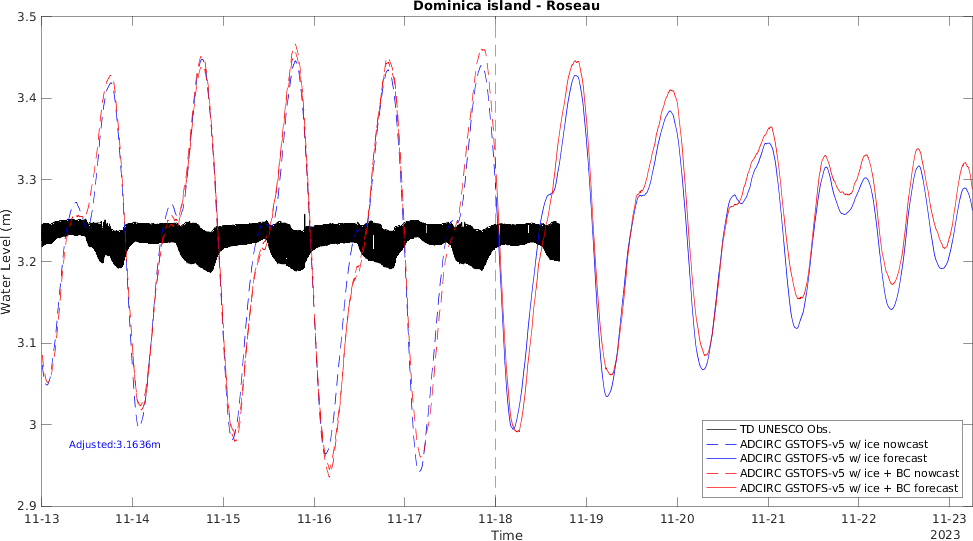 Dominica island - Roseau
3.5
3.4
3.3
3.2
3.1
3
2.9
Water Level (m)
Adjusted:3.1636m
TD UNESCO Obs.
ADCIRC GSTOFS-v5 w/ ice nowcast
ADCIRC GSTOFS-v5 w/ ice forecast
ADCIRC GSTOFS-v5 w/ ice + BC nowcast
ADCIRC GSTOFS-v5 w/ ice + BC forecast
11-13 11-14 11-15 11-16 11-17 11-18 11-19 11-20 11-21 11-22 11-23
Time
2023